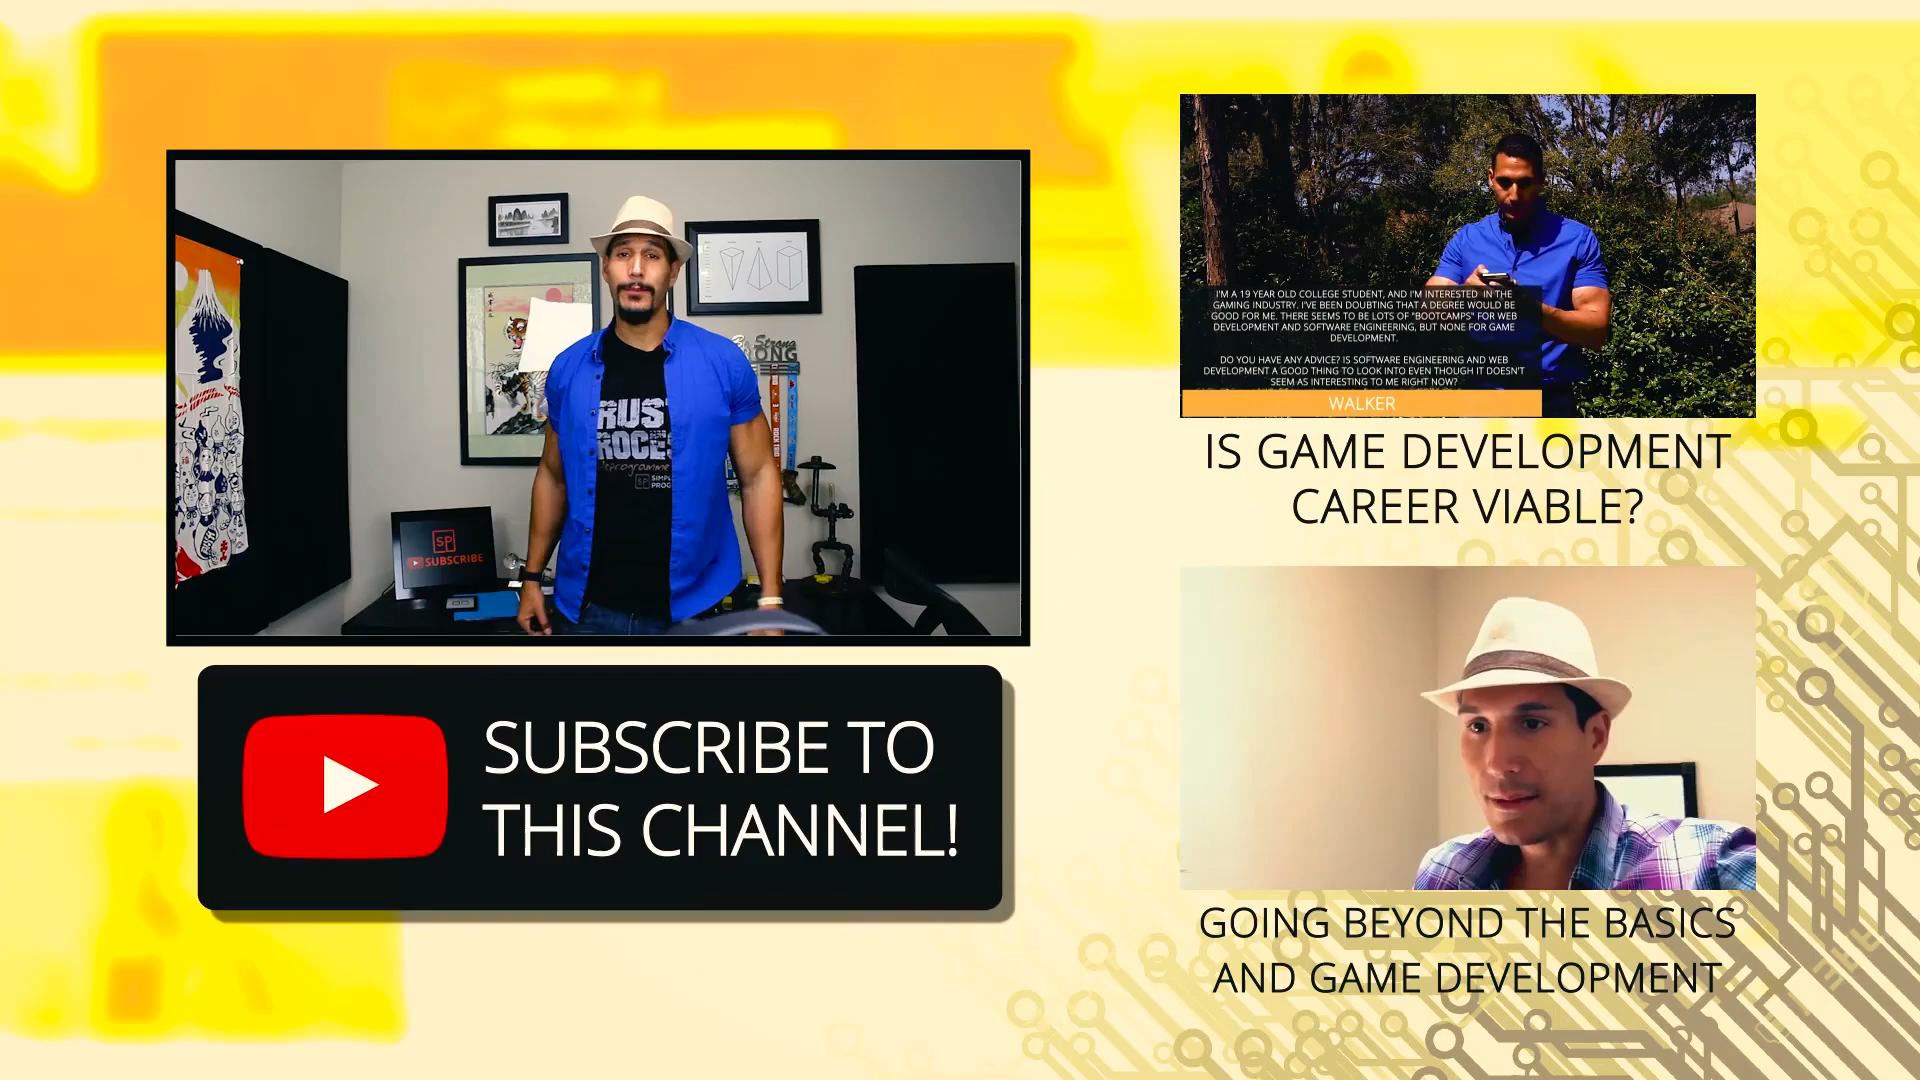 Be Strong
SP
SUBSCRIBE
SUBSCRIBE TO
THIS CHANNEL!
I'M A 19 YEAR OLD COLLEGE STUDENT, AND I'M INTERESTED IN THE
GAMING INDUSTRY. I'VE BEEN DOUBTING THAT A DEGREE WOULD BE
GOOD FOR ME. THERE SEEMS TO BE LOTS OF "BOOTCAMPS" FOR WEB
DEVELOPMENT AND SOFTWARE ENGINEERING, BUT NONE FOR GAME
DEVELOPMENT.
DO YOU HAVE ANY ADVICE? IS SOFTWARE ENGINEERING AND WEB
DEVELOPMENT A GOOD THING TO LOOK INTO EVEN THOUGH IT DOESN'T
SEEM AS INTERESTING TO ME RIGHT NOW?
WALKER
IS GAME DEVELOPMENT
CAREER VIABLE?
GOING BEYOND THE BASICS
AND GAME DEVELOPMENT